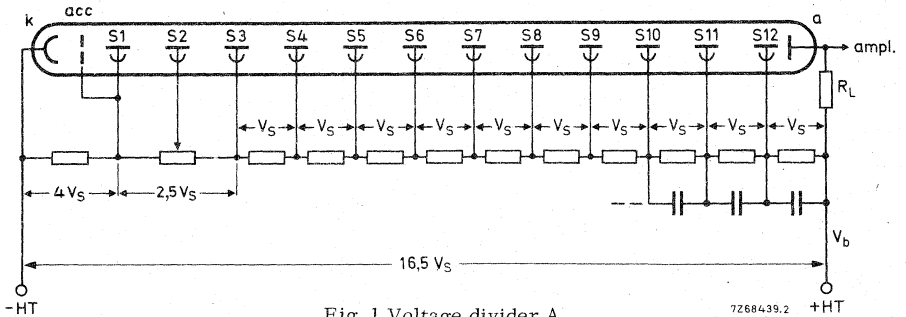 k
acc
S1 S2 S3 S4 S5 S6 S7 S8 S9 S10 S11 S12
a
ampl.
R_L
V_S V_S V_S V_S V_S V_S V_S V_S V_S V_S
4 V_S
2,5 V_S
V_b
16,5 V_S
-HT
Fig. 1 Voltage divider A
7Z68439.2
+HT